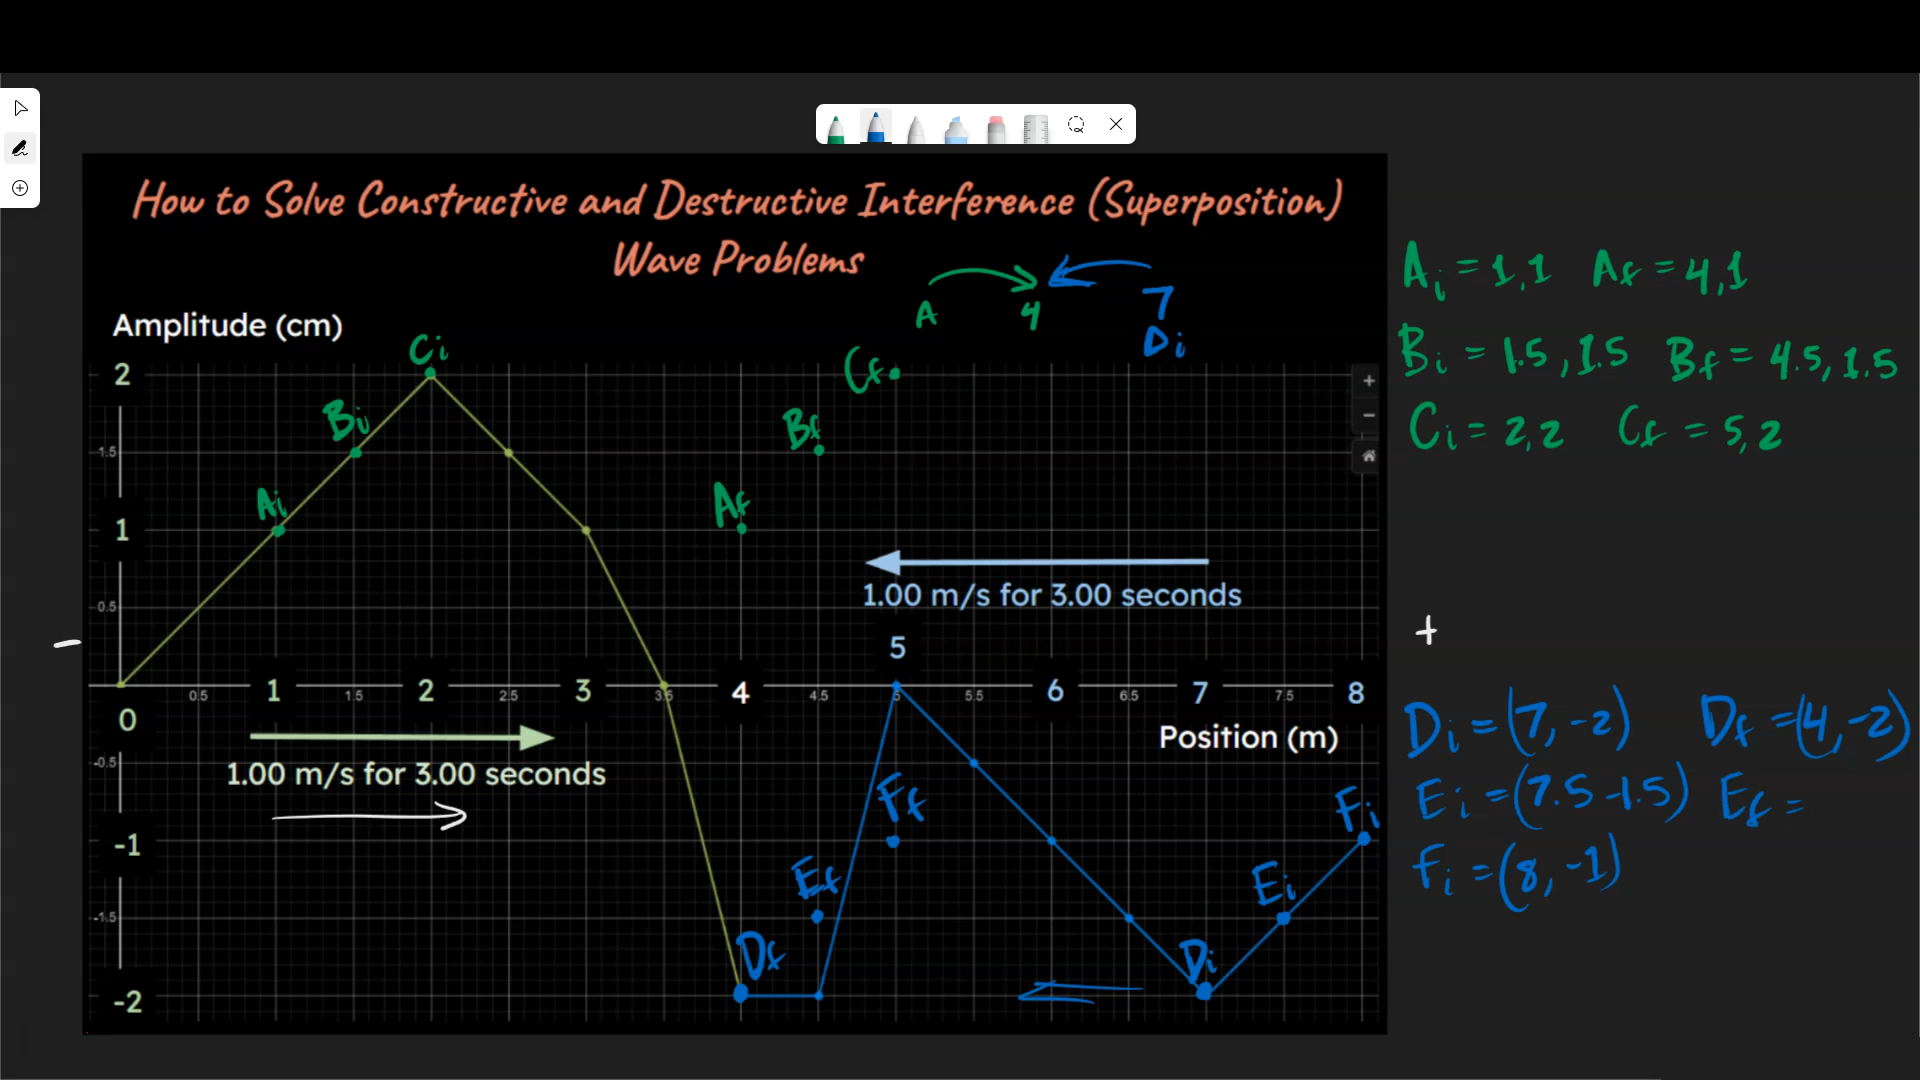 How to Solve Constructive and Destructive Interference (Superposition)
Wave Problems
A 4 7
Di
Amplitude (cm)
Ai = 1,1 Af = 4,1
Bi = 1.5, 1.5 Bf = 4.5, 1.5
Ci = 2,2 Cf = 5,2
Ci
2
Cf
Bi
Bf
1.5
Ai
Af
1
1.00 m/s for 3.00 seconds
0.5
- +
5
0.5 1 1.5 2 2.5 3 3.5 4 4.5 5 5.5 6 6.5 7 7.5 8
0
Position (m)
Di = (7, -2) Df = (4, -2)
-0.5
1.00 m/s for 3.00 seconds
Ff
Fi
Ei = (7.5 -1.5) Ef =
-1
Ef
Ei
Fi = (8, -1)
-1.5
Df
Di
-2